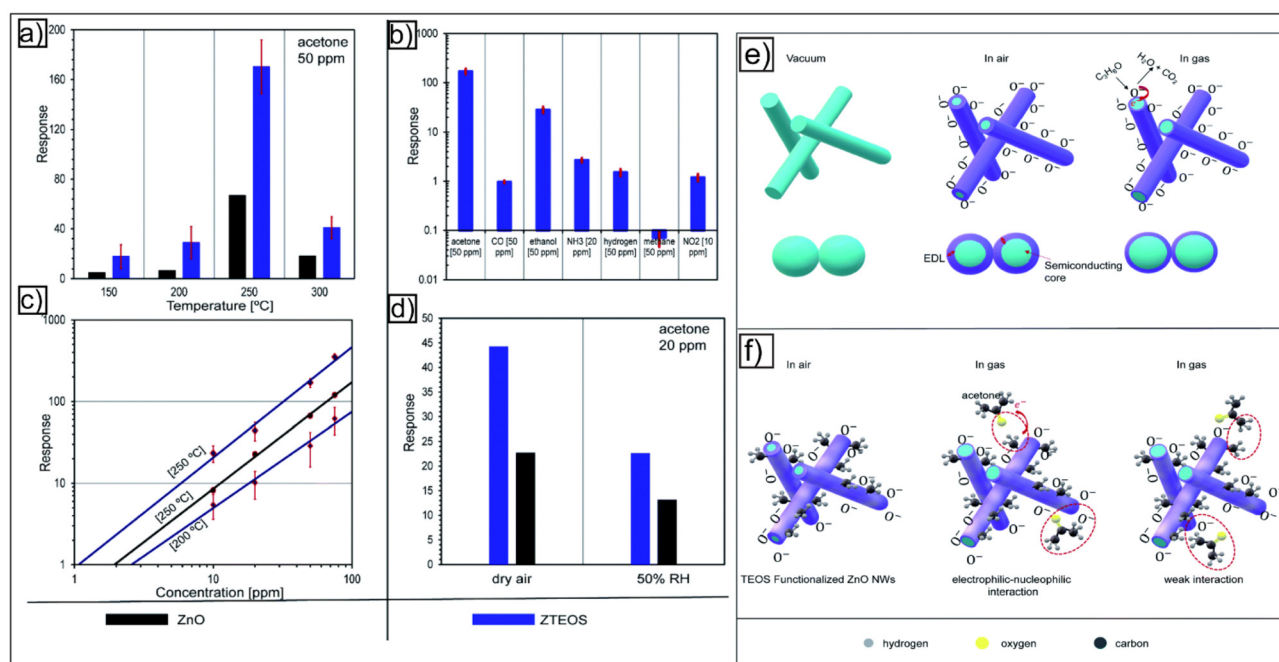 a)
acetone
50 ppm
200
160
120
80
40
0
Response
150
200
250
300
Temperature [ºC]
b)
1000
100
10
1
0.1
0.01
Response
acetone [50 ppm]
CO [50 ppm]
ethanol [50 ppm]
NH3 [20 ppm]
hydrogen [50 ppm]
methane [50 ppm]
NO2 [10 ppm]
c)
1000
100
10
1
Response
[250 ºC]
[250 ºC]
[200 ºC]
1
10
100
Concentration [ppm]
d)
acetone
20 ppm
50
45
40
35
30
25
20
15
10
5
0
Response
dry air
50% RH
ZnO
ZTEOS
e)
Vacuum
In air
In gas
C₃H₆O
H₂O + CO₂
O⁻ O⁻ O⁻ O⁻ O⁻ O⁻
EDL
Semiconducting
core
f)
In air
In gas
In gas
acetone
e⁻
O⁻ O⁻ O⁻ O⁻ O⁻ O⁻
TEOS Functionalized ZnO NWs
electrophilic-nucleophilic
interaction
weak interaction
hydrogen
oxygen
carbon